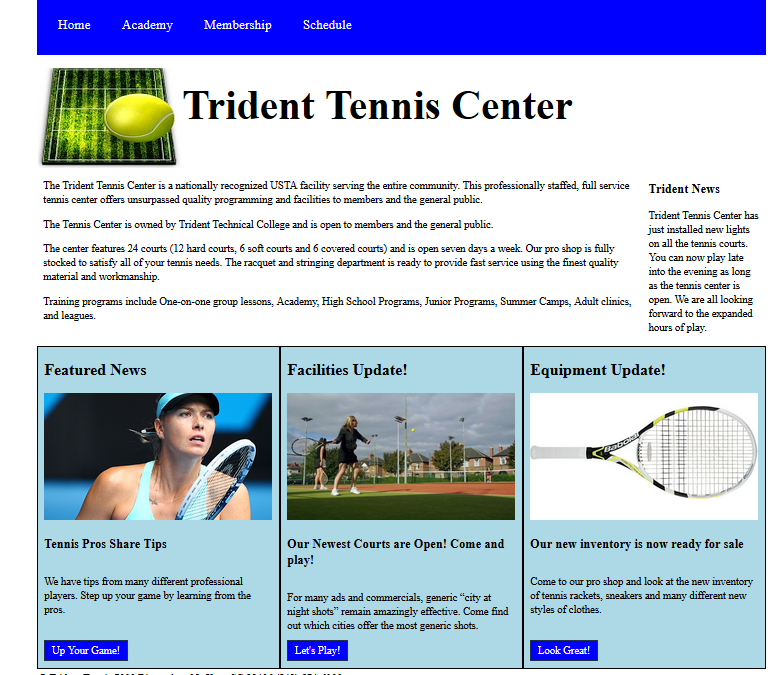 Home Academy Membership Schedule
Trident Tennis Center
The Trident Tennis Center is a nationally recognized USTA facility serving the entire community. This professionally staffed, full service
tennis center offers unsurpassed quality programming and facilities to members and the general public.
The Tennis Center is owned by Trident Technical College and is open to members and the general public.
The center features 24 courts (12 hard courts, 6 soft courts and 6 covered courts) and is open seven days a week. Our pro shop is fully
stocked to satisfy all of your tennis needs. The racquet and stringing department is ready to provide fast service using the finest quality
material and workmanship.
Training programs include One-on-one group lessons, Academy, High School Programs, Junior Programs, Summer Camps, Adult clinics,
and leagues.
Trident News
Trident Tennis Center has
just installed new lights
on all the tennis courts.
You can now play late
into the evening as long
as the tennis center is
open. We are all looking
forward to the expanded
hours of play.
Featured News
Tennis Pros Share Tips
We have tips from many different professional
players. Step up your game by learning from the
pros.
Up Your Game!
Facilities Update!
Our Newest Courts are Open! Come and
play!
For many ads and commercials, generic “city at
night shots” remain amazingly effective. Come find
out which cities offer the most generic shots.
Let's Play!
Equipment Update!
Babolat
Our new inventory is now ready for sale
Come to our pro shop and look at the new inventory
of tennis rackets, sneakers and many different new
styles of clothes.
Look Great!